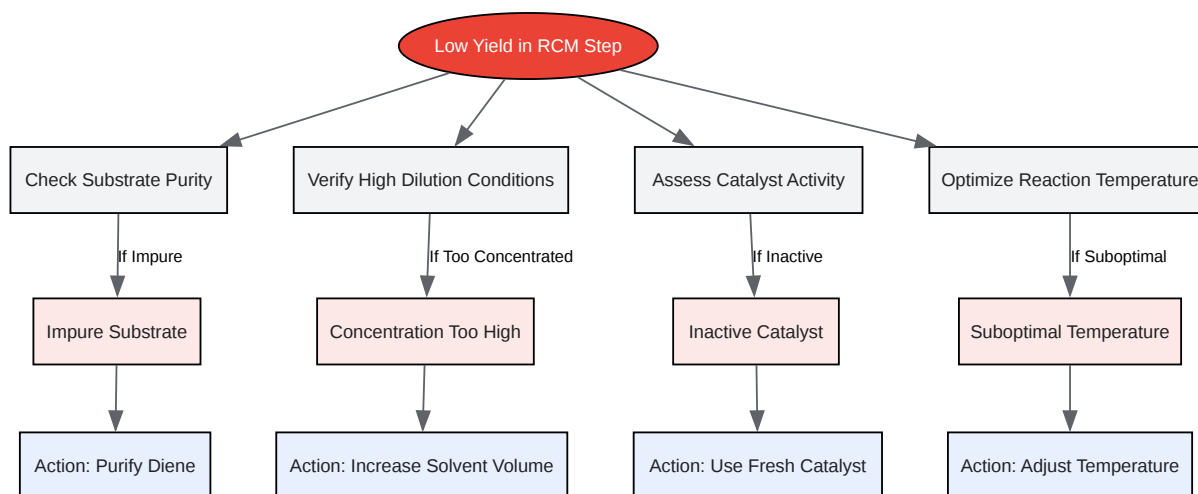 Low Yield in RCM Step
Check Substrate Purity
Verify High Dilution Conditions
Assess Catalyst Activity
Optimize Reaction Temperature
If Impure
If Too Concentrated
If Inactive
If Suboptimal
Impure Substrate
Concentration Too High
Inactive Catalyst
Suboptimal Temperature
Action: Purify Diene
Action: Increase Solvent Volume
Action: Use Fresh Catalyst
Action: Adjust Temperature